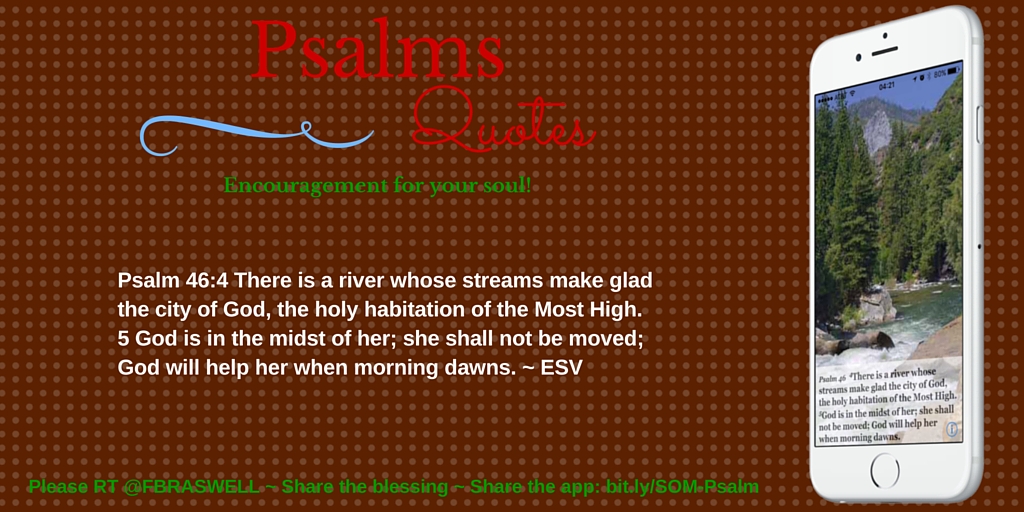 Psalms
Quotes
Encouragement for your soul!
Psalm 46:4 There is a river whose streams make glad
the city of God, the holy habitation of the Most High.
5 God is in the midst of her; she shall not be moved;
God will help her when morning dawns. ~ ESV
Please RT @FBRASWELL ~ Share the blessing ~ Share the app: bit.ly/SOM-Psalm
04:21
80%
Psalm 46 ⁴There is a river whose
streams make glad the city of God,
the holy habitation of the Most High.
⁵God is in the midst of her; she shall
not be moved; God will help her
when morning dawns.